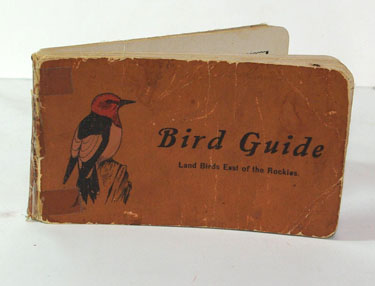 Bird Guide
Land Birds East of the Rockies.